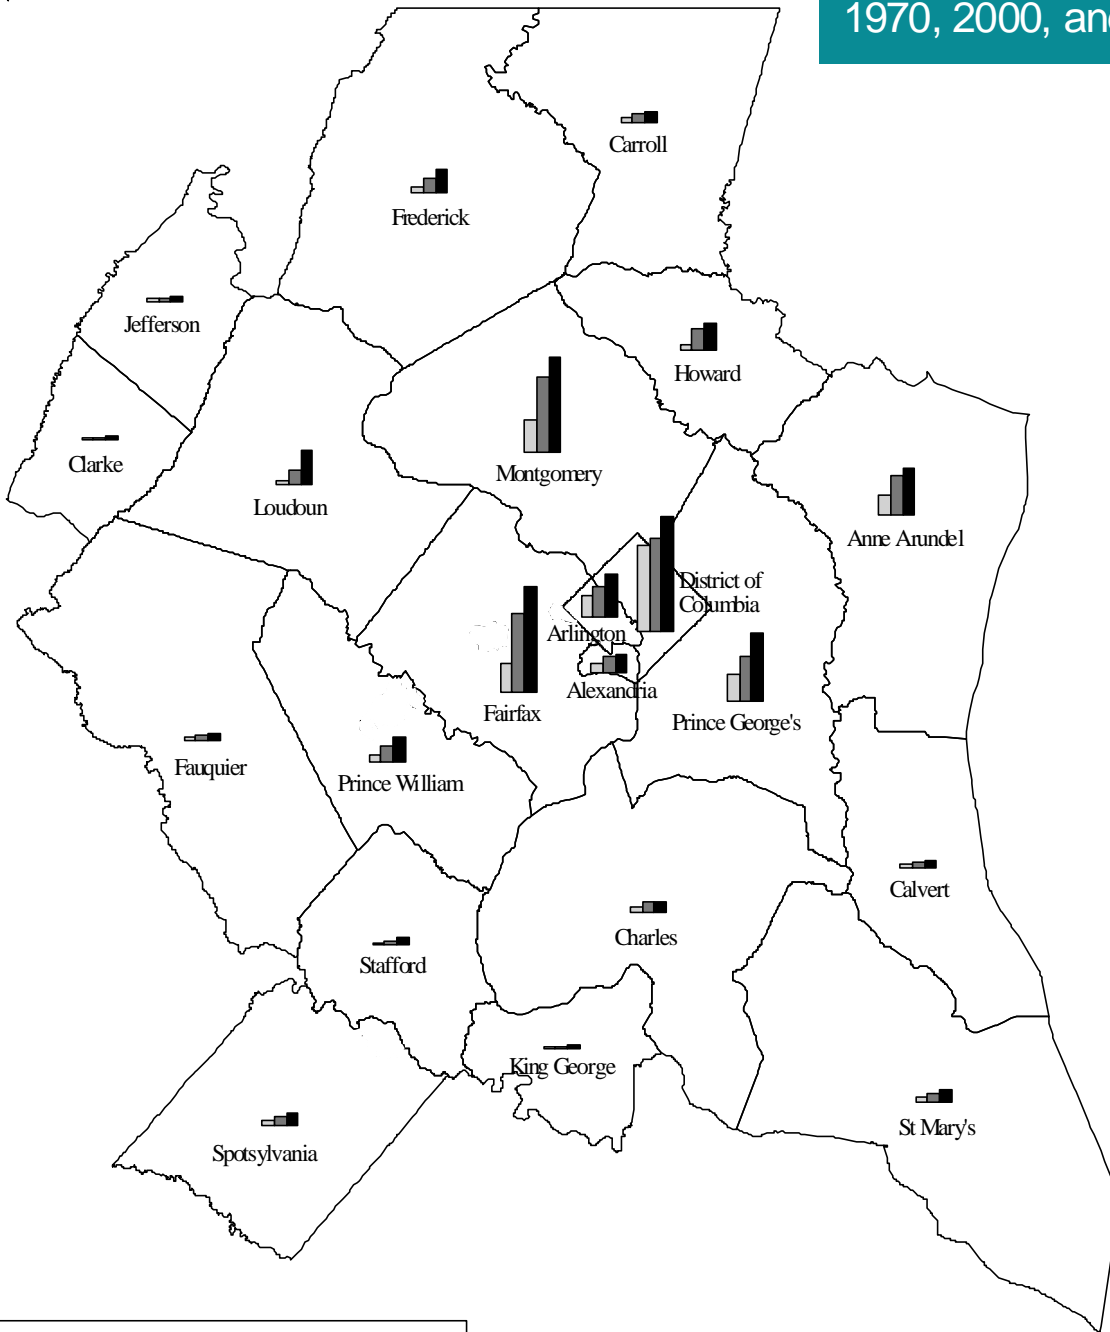 1970, 2000, and
Carroll
Frederick
Jefferson
Howard
Clarke
Montgomery
Loudoun
Anne Arundel
District of
Columbia
Arlington
Alexandria
Fairfax
Prince George's
Fauquier
Prince William
Calvert
Charles
Stafford
King George
St Mary's
Spotsylvania